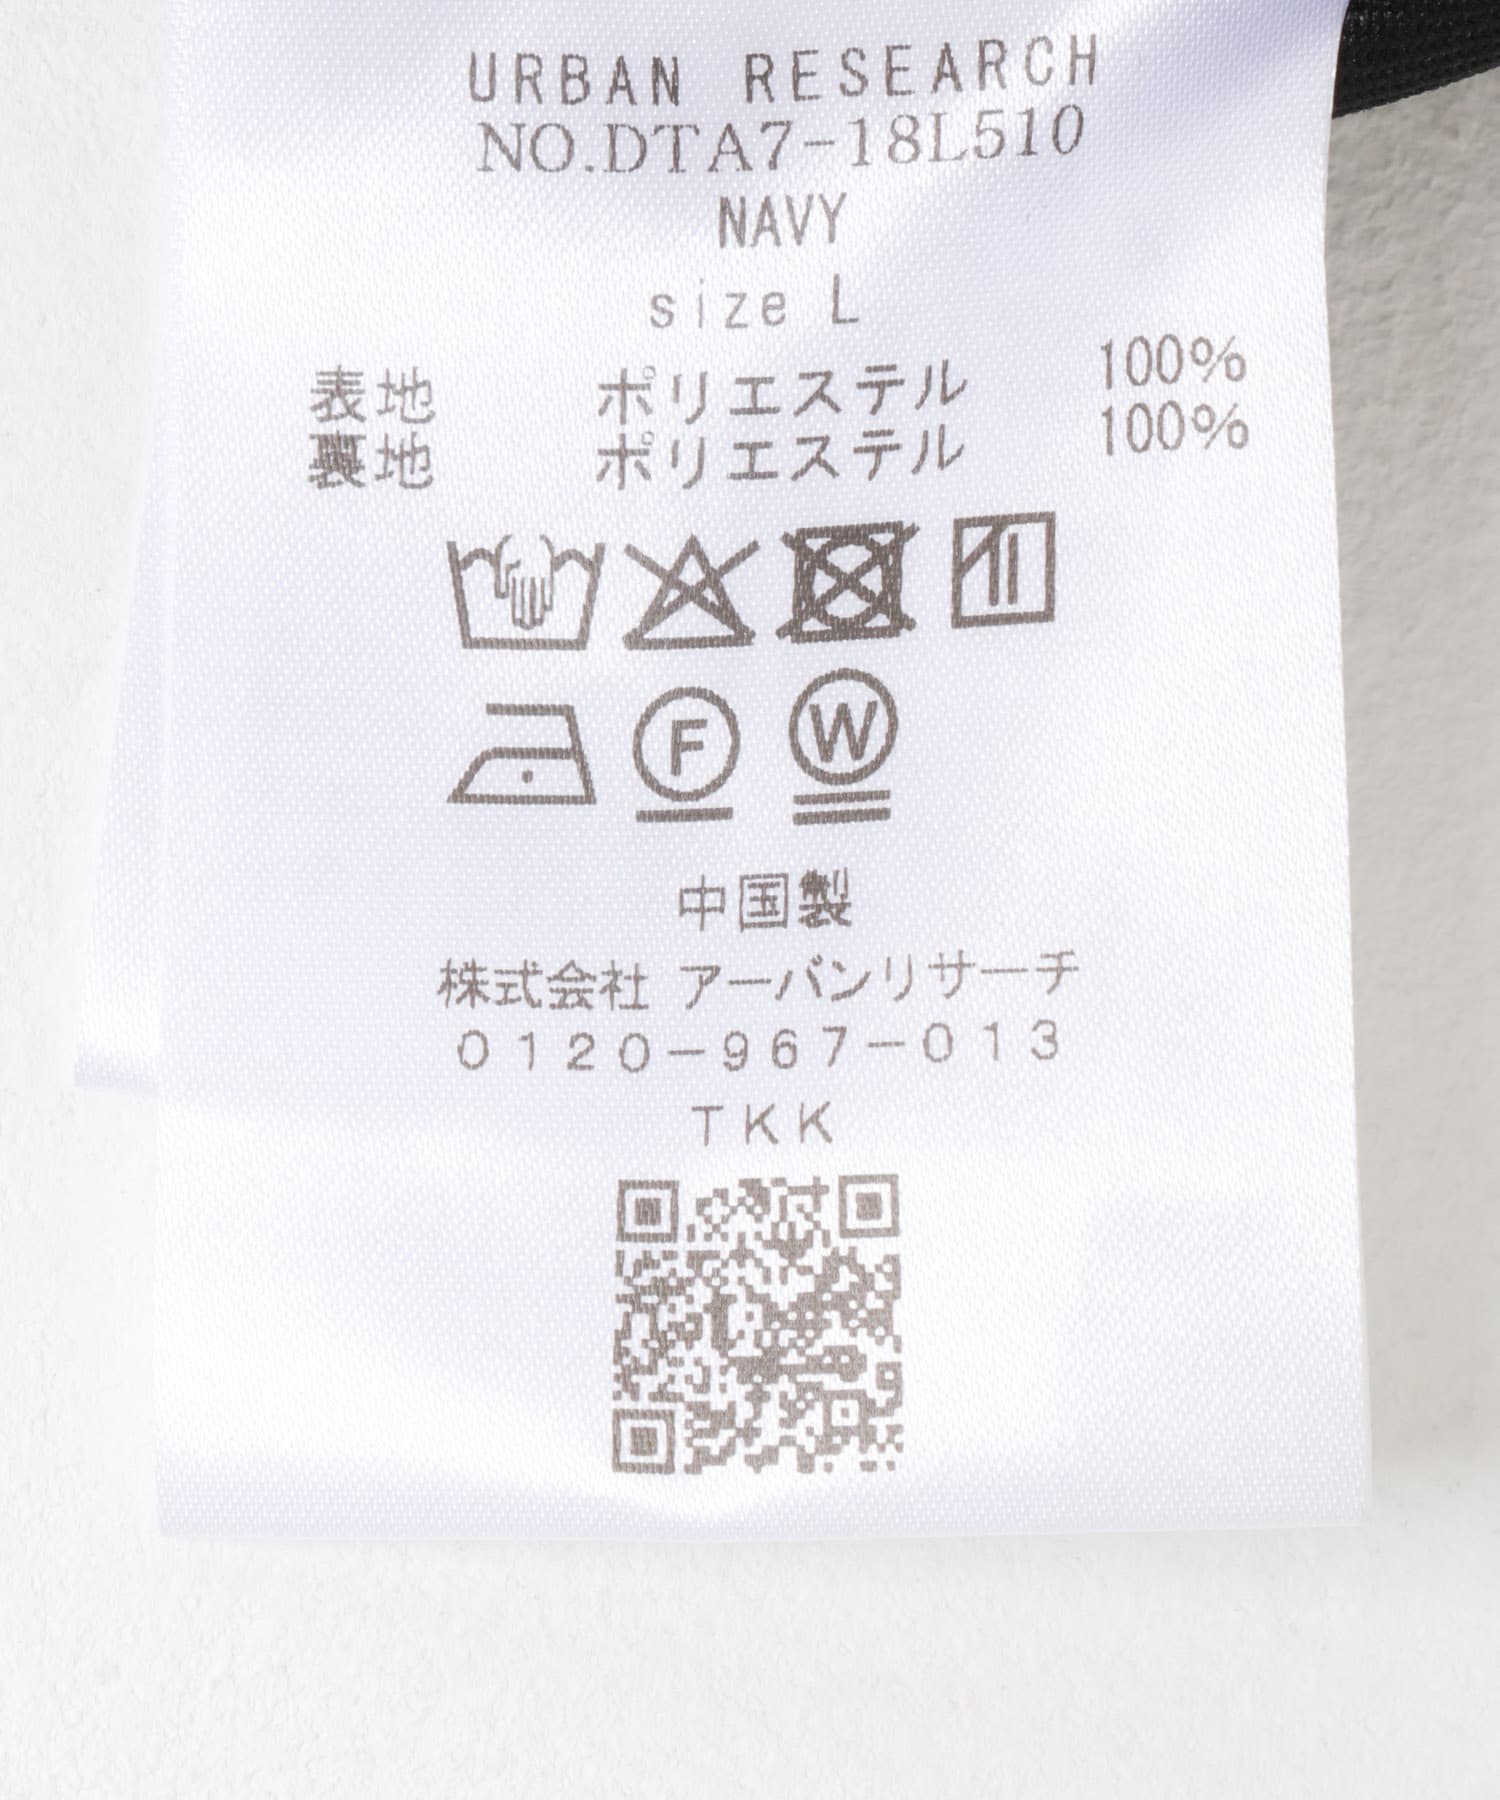 URBAN RESEARCH
NO.DTA7-18L510
NAVY
size L
表地 ポリエステル 100%
裏地 ポリエステル 100%
F W
中国製
株式会社 アーバンリサーチ
0120-967-013
TKK